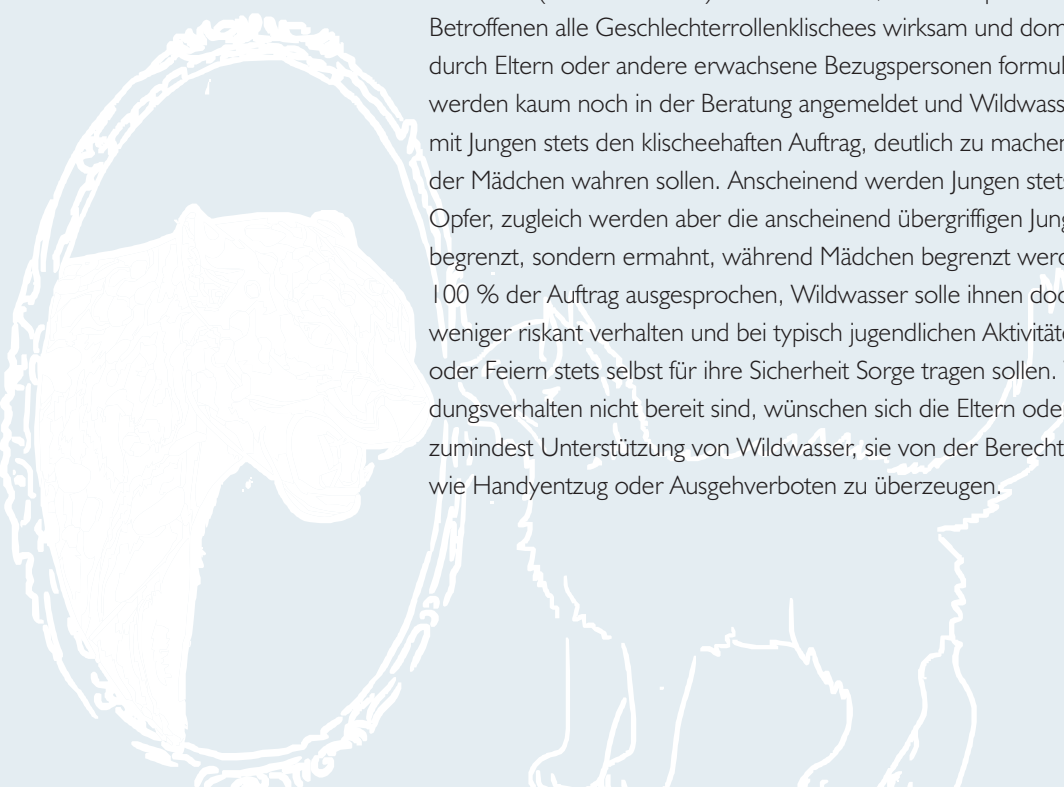 Betroffenen alle Geschlechterrollenklischees wirksam und dom
durch Eltern oder andere erwachsene Bezugspersonen formul
werden kaum noch in der Beratung angemeldet und Wildwass
mit Jungen stets den klischeehaften Auftrag, deutlich zu machen
der Mädchen wahren sollen. Anscheinend werden Jungen stets
Opfer, zugleich werden aber die anscheinend übergriffigen Jung
begrenzt, sondern ermahnt, während Mädchen begrenzt werd
100 % der Auftrag ausgesprochen, Wildwasser solle ihnen doc
weniger riskant verhalten und bei typisch jugendlichen Aktivitäte
oder Feiern stets selbst für ihre Sicherheit Sorge tragen sollen.
dungsverhalten nicht bereit sind, wünschen sich die Eltern oder
zumindest Unterstützung von Wildwasser, sie von der Berecht
wie Handyentzug oder Ausgehverboten zu überzeugen.